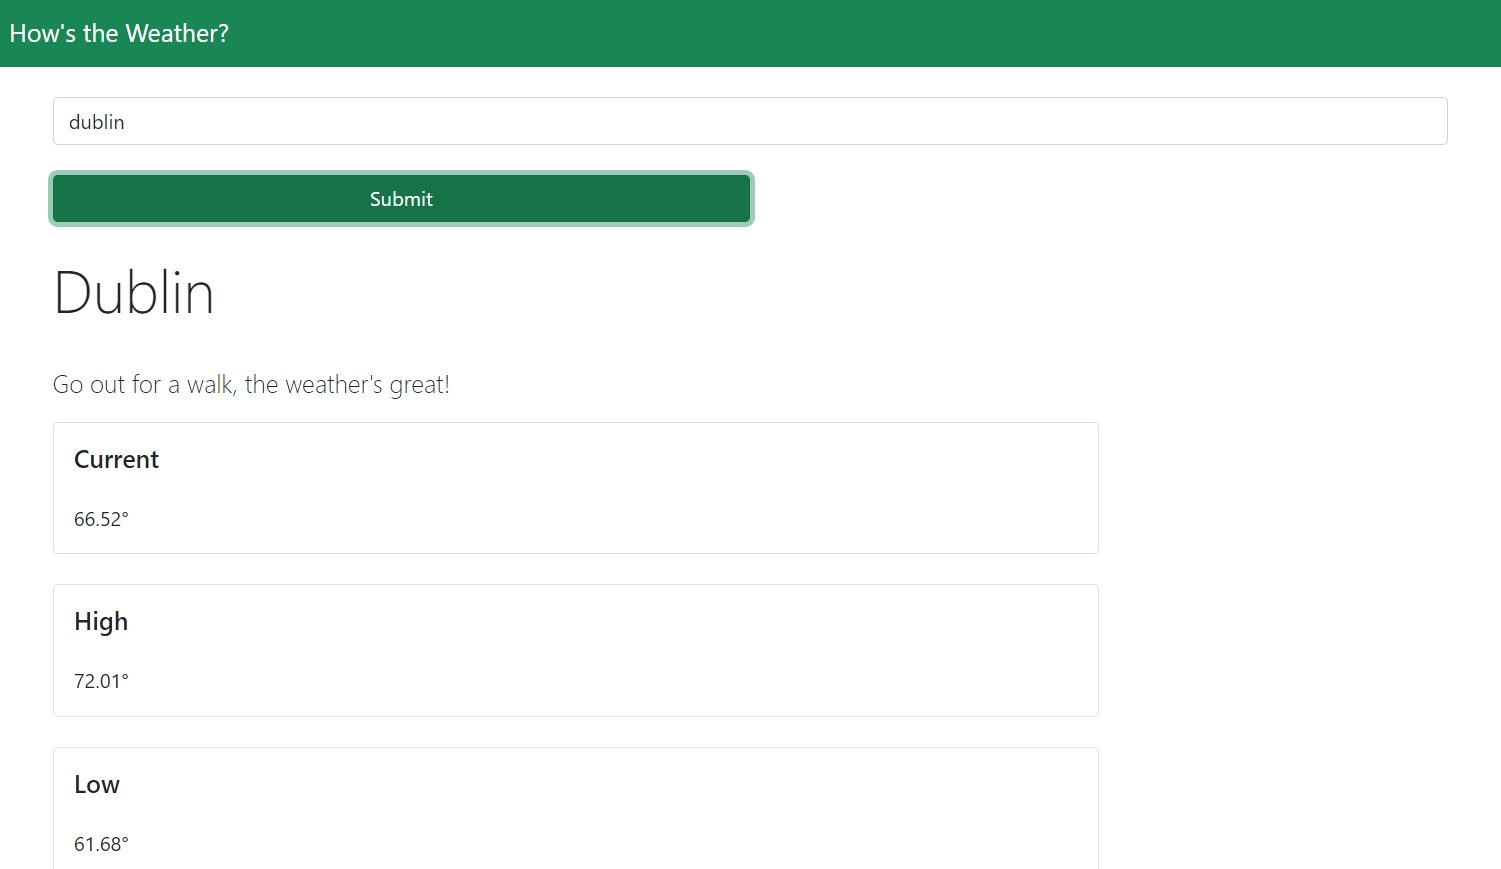 How's the Weather?
dublin
Submit
Dublin
Go out for a walk, the weather's great!
Current
66.52°
High
72.01°
Low
61.68°